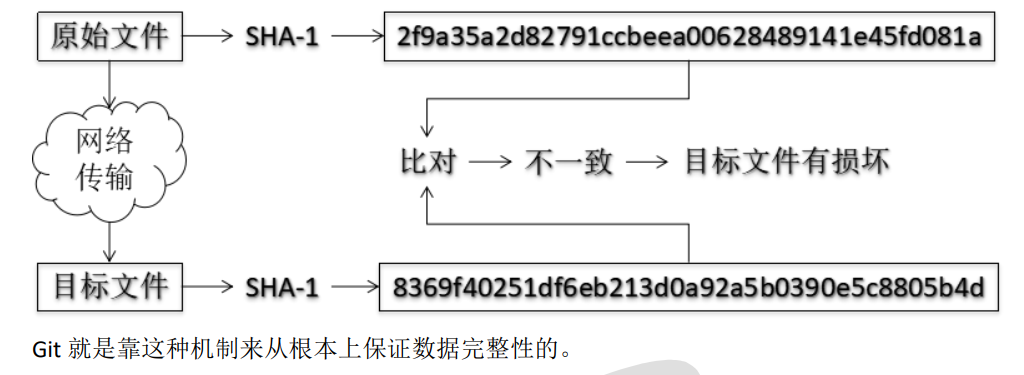 原始文件 SHA-1 2f9a35a2d82791ccbeea00628489141e45fd081a
网络
传输
比对 不一致 目标文件有损坏
目标文件 SHA-1 8369f40251df6eb213d0a92a5b0390e5c8805b4d
Git 就是靠这种机制来从根本上保证数据完整性的。